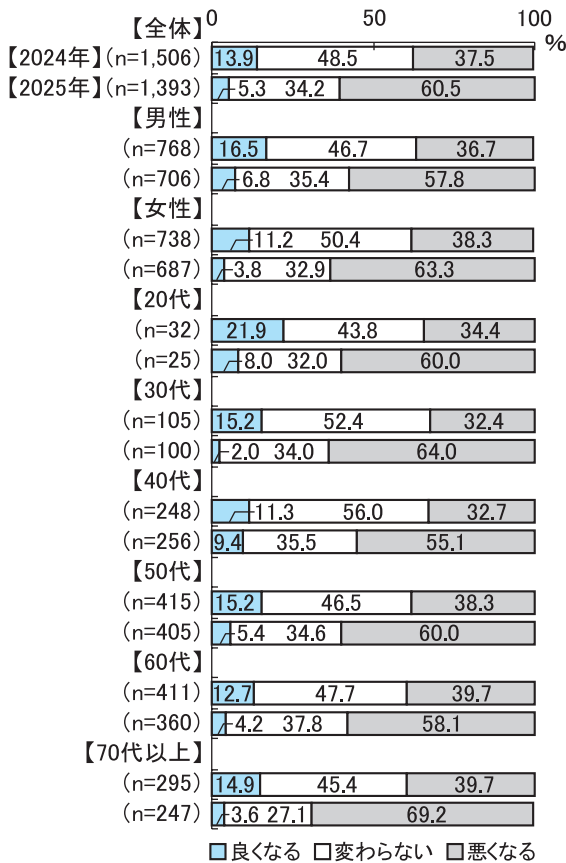 0 50 100
%
【全体】
【2024年】(n=1,506) 13.9 48.5 37.5
【2025年】(n=1,393) 5.3 34.2 60.5
【男性】
(n=768) 16.5 46.7 36.7
(n=706) 6.8 35.4 57.8
【女性】
(n=738) 11.2 50.4 38.3
(n=687) 3.8 32.9 63.3
【20代】
(n=32) 21.9 43.8 34.4
(n=25) 8.0 32.0 60.0
【30代】
(n=105) 15.2 52.4 32.4
(n=100) 2.0 34.0 64.0
【40代】
(n=248) 11.3 56.0 32.7
(n=256) 9.4 35.5 55.1
【50代】
(n=415) 15.2 46.5 38.3
(n=405) 5.4 34.6 60.0
【60代】
(n=411) 12.7 47.7 39.7
(n=360) 4.2 37.8 58.1
【70代以上】
(n=295) 14.9 45.4 39.7
(n=247) 3.6 27.1 69.2
良くなる 変わらない 悪くなる